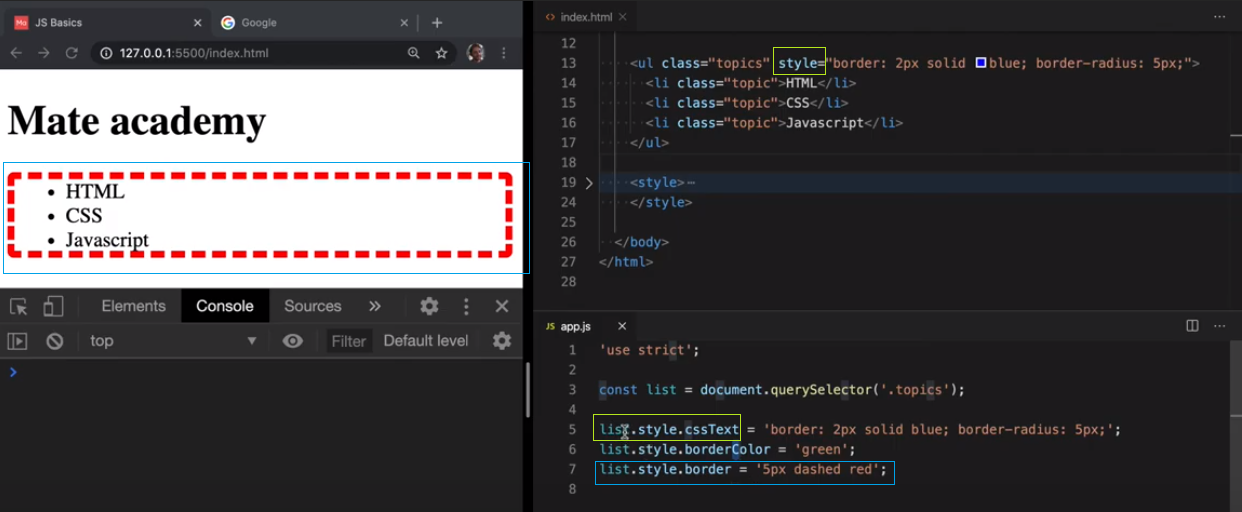 Ma JS Basics
Google
127.0.0.1:5500/index.html
Mate academy
HTML
CSS
Javascript
Elements Console Sources
top Filter Default level
index.html
12
13 <ul class="topics" style="border: 2px solid blue; border-radius: 5px;">
14 <li class="topic">HTML</li>
15 <li class="topic">CSS</li>
16 <li class="topic">Javascript</li>
17 </ul>
18
19 <style>
24 </style>
25
26 </body>
27 </html>
28
JS app.js
1 'use strict';
2
3 const list = document.querySelector('.topics');
4
5 list.style.cssText = 'border: 2px solid blue; border-radius: 5px;';
6 list.style.borderColor = 'green';
7 list.style.border = '5px dashed red';
8